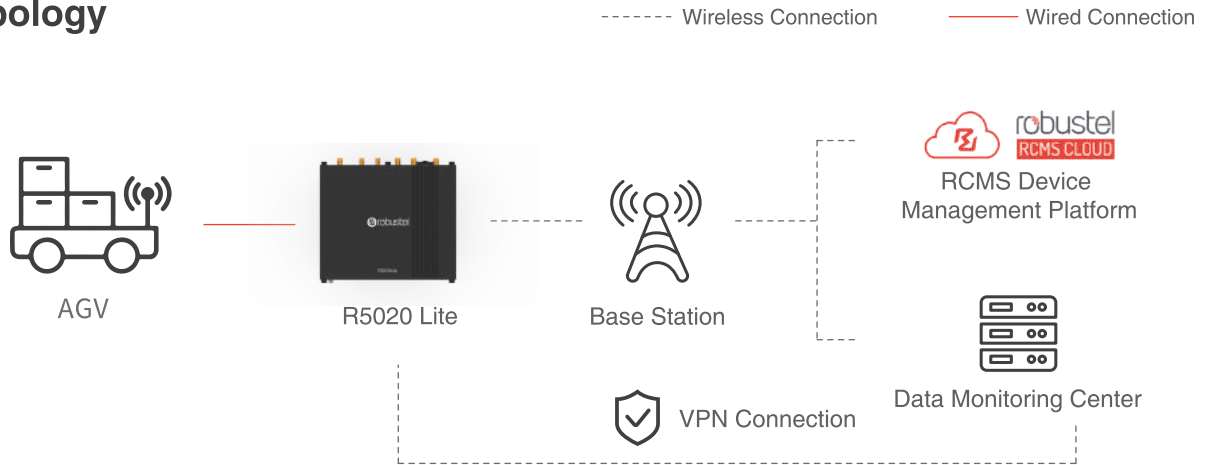 pology
Wireless Connection
Wired Connection
robustel
RCMS CLOUD
RCMS Device
Management Platform
robustel
AGV
R5020 Lite
Base Station
Data Monitoring Center
VPN Connection